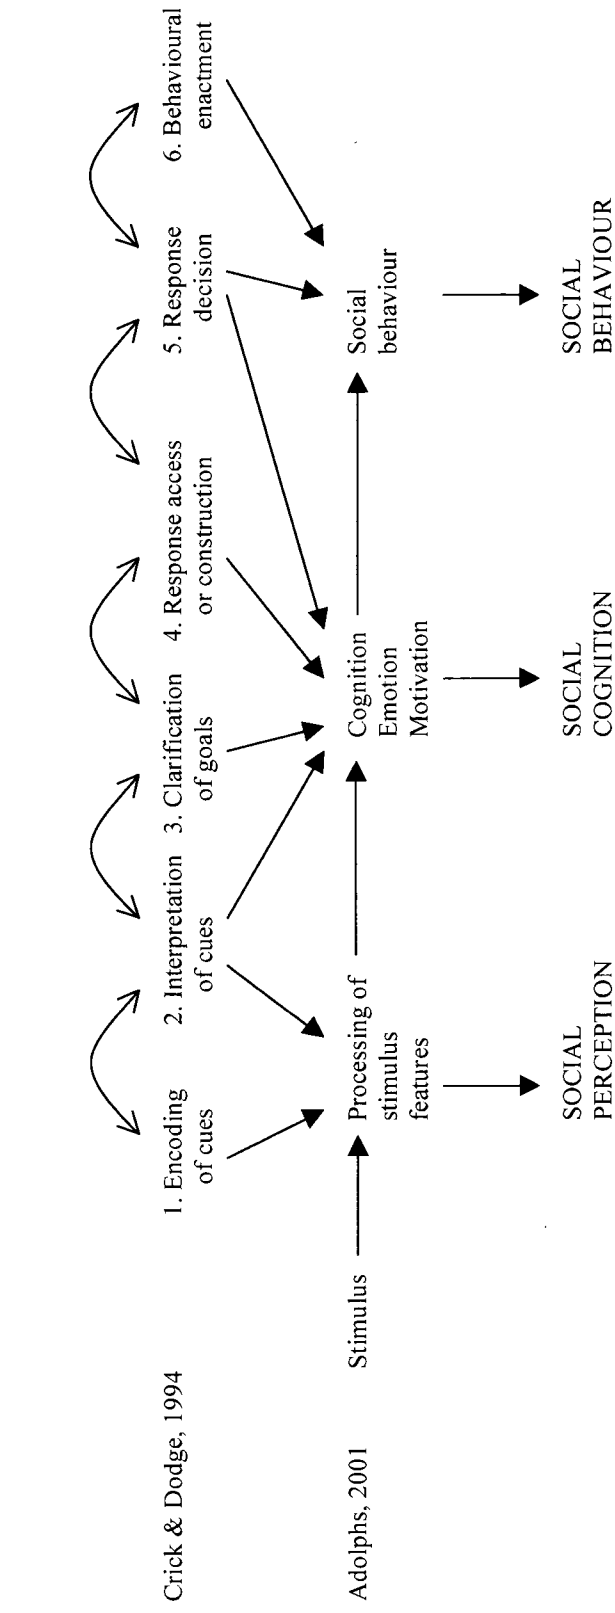 Crick & Dodge, 1994
1. Encoding
of cues
2. Interpretation
of cues
3. Clarification
of goals
4. Response access
or construction
5. Response
decision
6. Behavioural
enactment
Adolphs, 2001
Stimulus
Processing of
stimulus
features
Cognition
Emotion
Motivation
Social
behaviour
SOCIAL
PERCEPTION
SOCIAL
COGNITION
SOCIAL
BEHAVIOUR